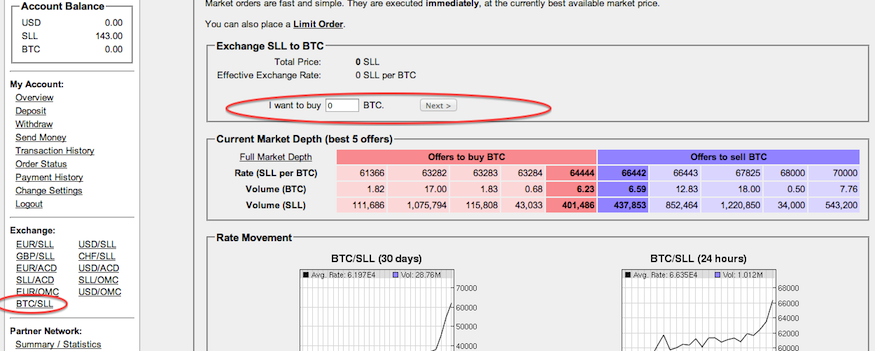 Account Balance
USD 0.00
SLL 143.00
BTC 0.00
My Account:
Overview
Deposit
Withdraw
Send Money
Transaction History
Order Status
Payment History
Change Settings
Logout
Exchange:
EUR/SLL USD/SLL
GBP/SLL CHF/SLL
EUR/ACD USD/ACD
SLL/ACD SLL/OMC
EUR/OMC USD/OMC
BTC/SLL
Partner Network:
Summary / Statistics
Market orders are fast and simple. They are executed immediately, at the currently best available market price.
You can also place a Limit Order.
Exchange SLL to BTC
Total Price: 0 SLL
Effective Exchange Rate: 0 SLL per BTC
I want to buy 0 BTC. Next >
Current Market Depth (best 5 offers)
Full Market Depth Offers to buy BTC Offers to sell BTC
Rate (SLL per BTC) 61366 63282 63283 63284 64444 66442 66443 67825 68000 70000
Volume (BTC) 1.82 17.00 1.83 0.68 6.23 6.59 12.83 18.00 0.50 7.76
Volume (SLL) 111,686 1,075,794 115,808 43,033 401,486 437,853 852,464 1,220,850 34,000 543,200
Rate Movement
BTC/SLL (30 days)
Avg. Rate: 6.197E4 Vol: 28.76M
70000
60000
50000
40000
BTC/SLL (24 hours)
Avg. Rate: 6.635E4 Vol: 1.012M
68000
66000
64000
62000
60000